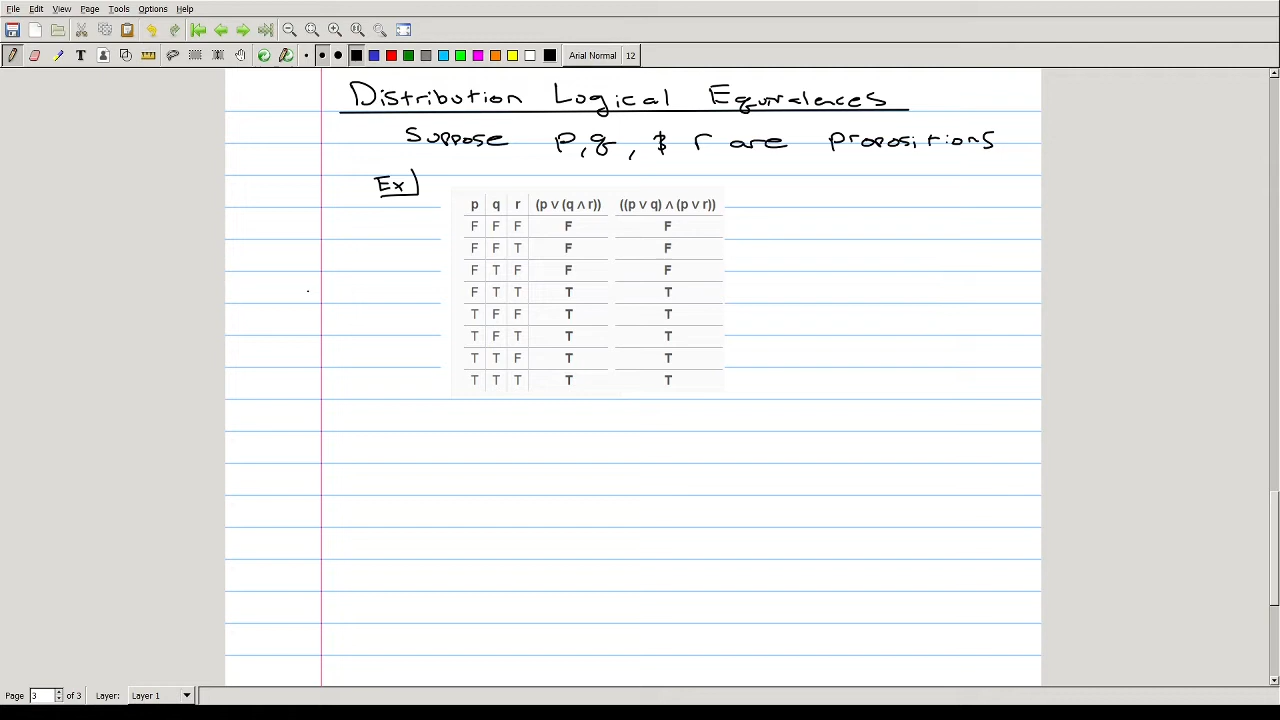 File Edit View Page Tools Options Help
Arial Normal 12
Distribution Logical Equivalences
Suppose p, q, & r are propositions
Ex
p q r (p ∨ (q ∧ r)) ((p ∨ q) ∧ (p ∨ r))
F F F F F
F F T F F
F T F F F
F T T T T
T F F T T
T F T T T
T T F T T
T T T T T
Page 3 of 3 Layer: Layer 1